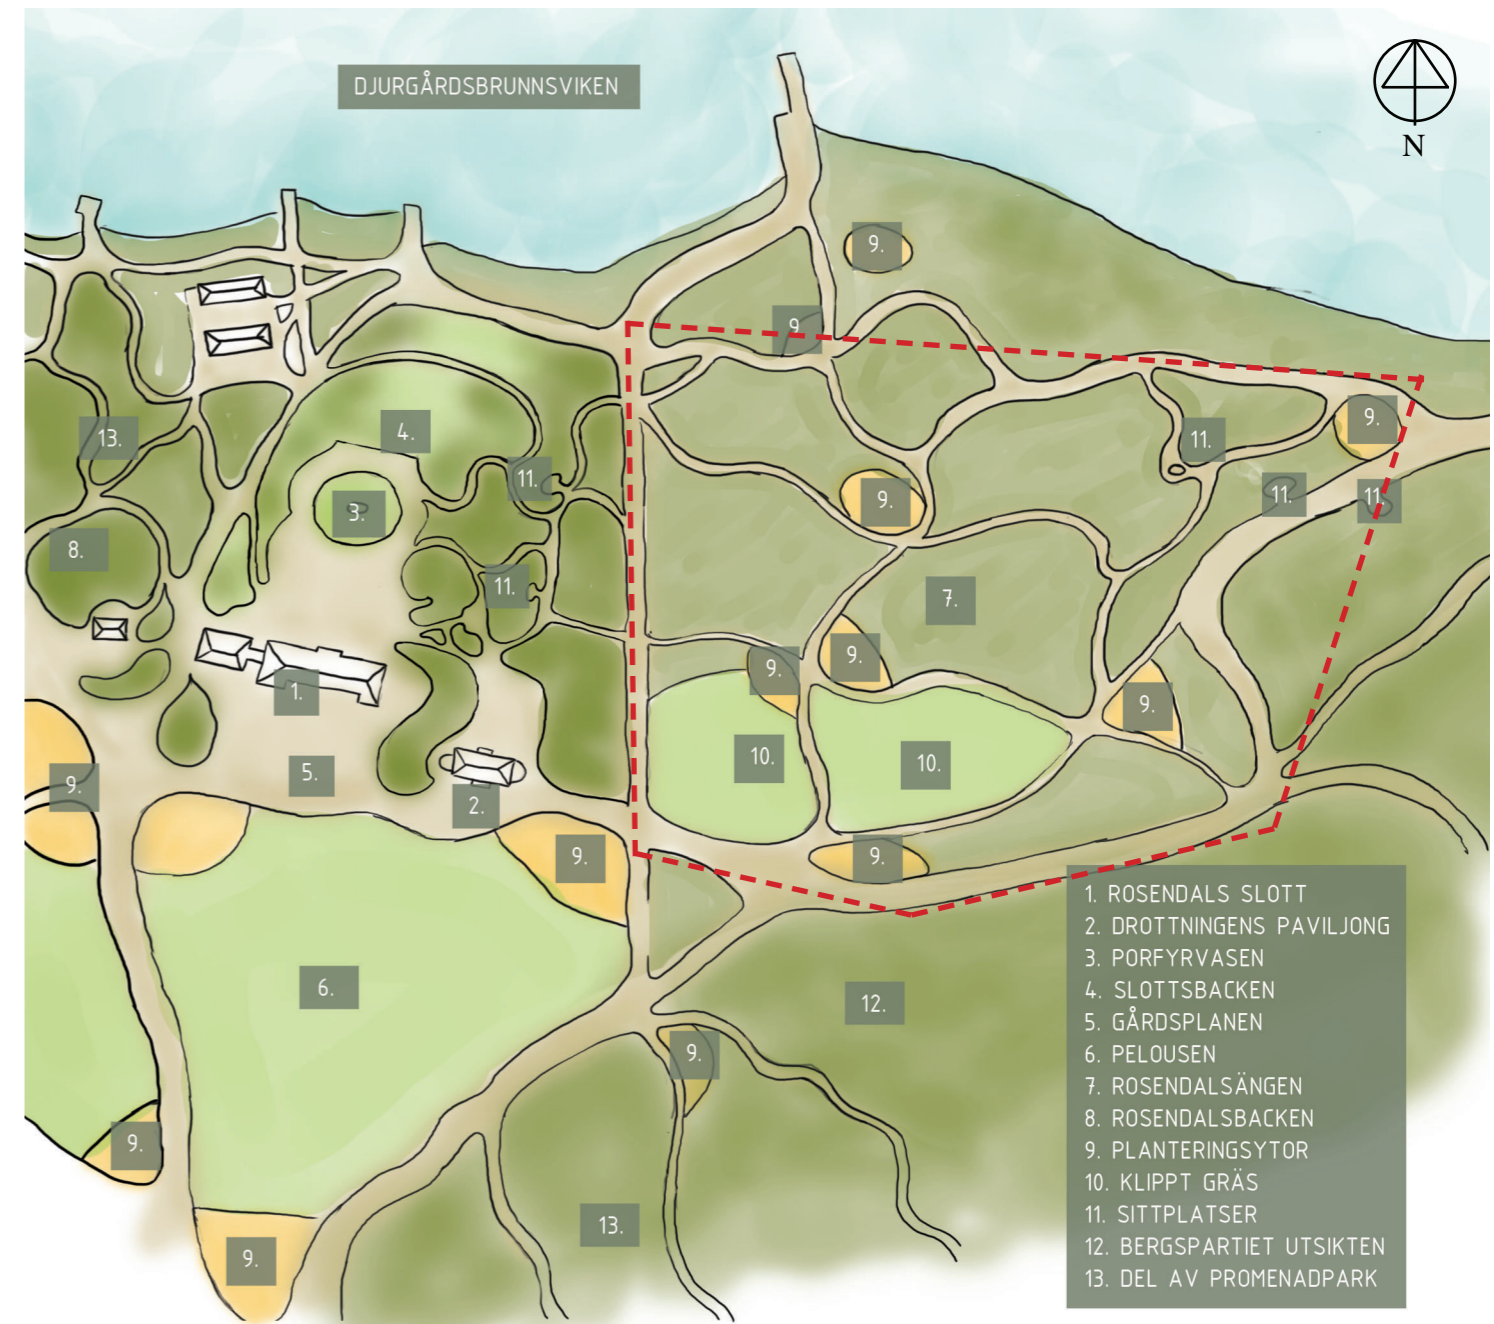 DJURGÅRDSBRUNNSVIKEN
N
9.
9.
9.
13.
4.
11.
11.
3.
9.
11.
11.
8.
11.
7.
9.
9.
1.
9.
10.
10.
5.
9.
2.
9.
9.
6.
12.
9.
9.
13.
9.
1. ROSENDALS SLOTT
2. DROTTNINGENS PAVILJONG
3. PORFYRVASEN
4. SLOTTSBACKEN
5. GÅRDSPLANEN
6. PELOUSEN
7. ROSENDALSÄNGEN
8. ROSENDALSBACKEN
9. PLANTERINGSYTOR
10. KLIPPT GRÄS
11. SITTPLATSER
12. BERGSPARTIET UTSIKTEN
13. DEL AV PROMENADPARK